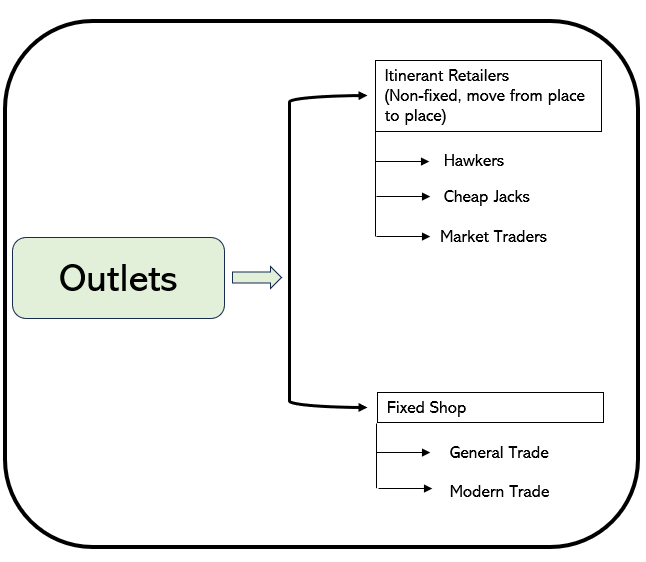 Outlets
Itinerant Retailers
(Non-fixed, move from place
to place)
Hawkers
Cheap Jacks
Market Traders
Fixed Shop
General Trade
Modern Trade